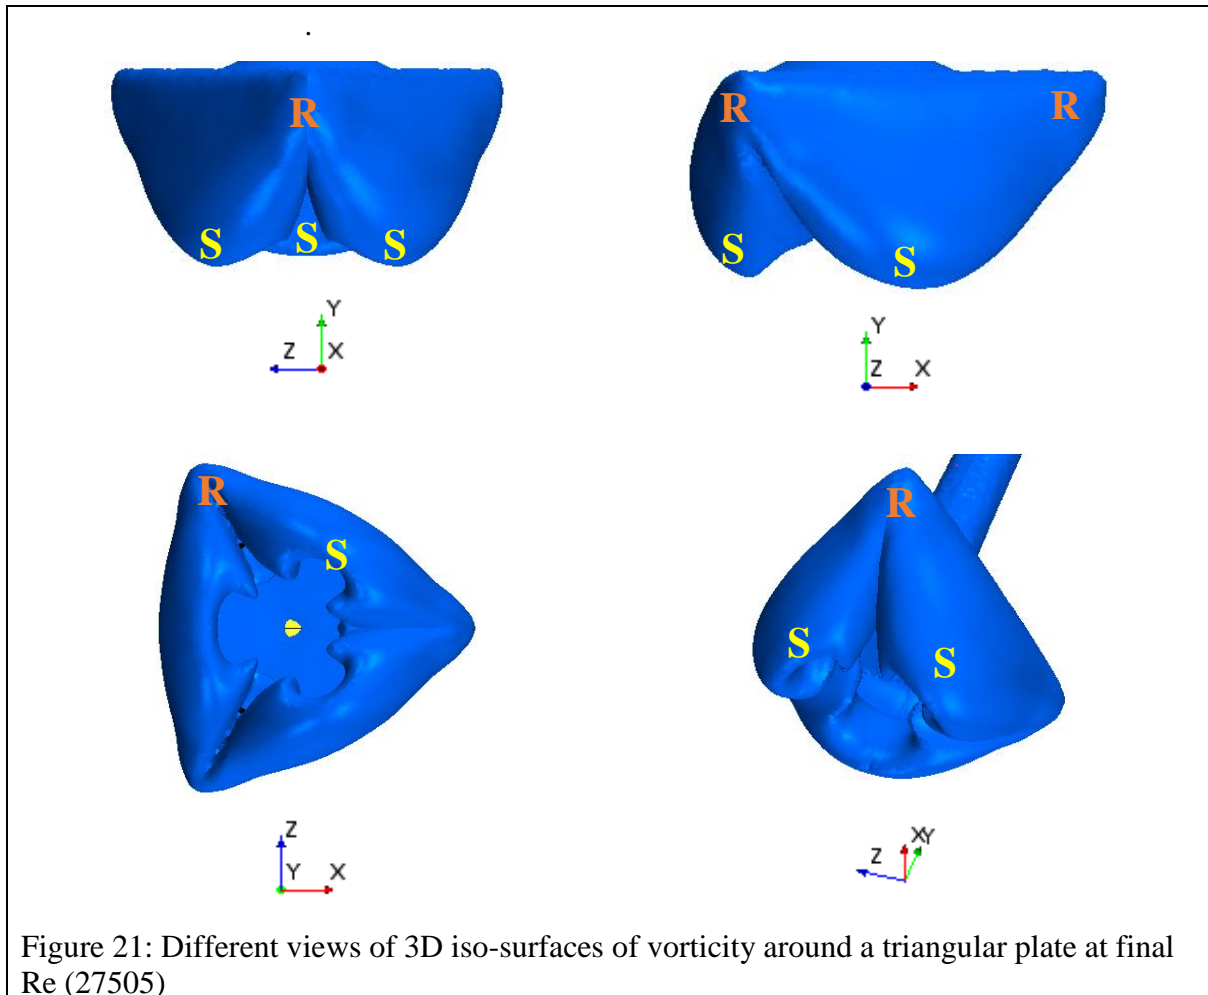 .
R
S S S
Y
Z X
R R
S S
Y
Z X
R
S
Z
Y X
R
S S
XY
Z
Figure 21: Different views of 3D iso-surfaces of vorticity around a triangular plate at final
Re (27505)